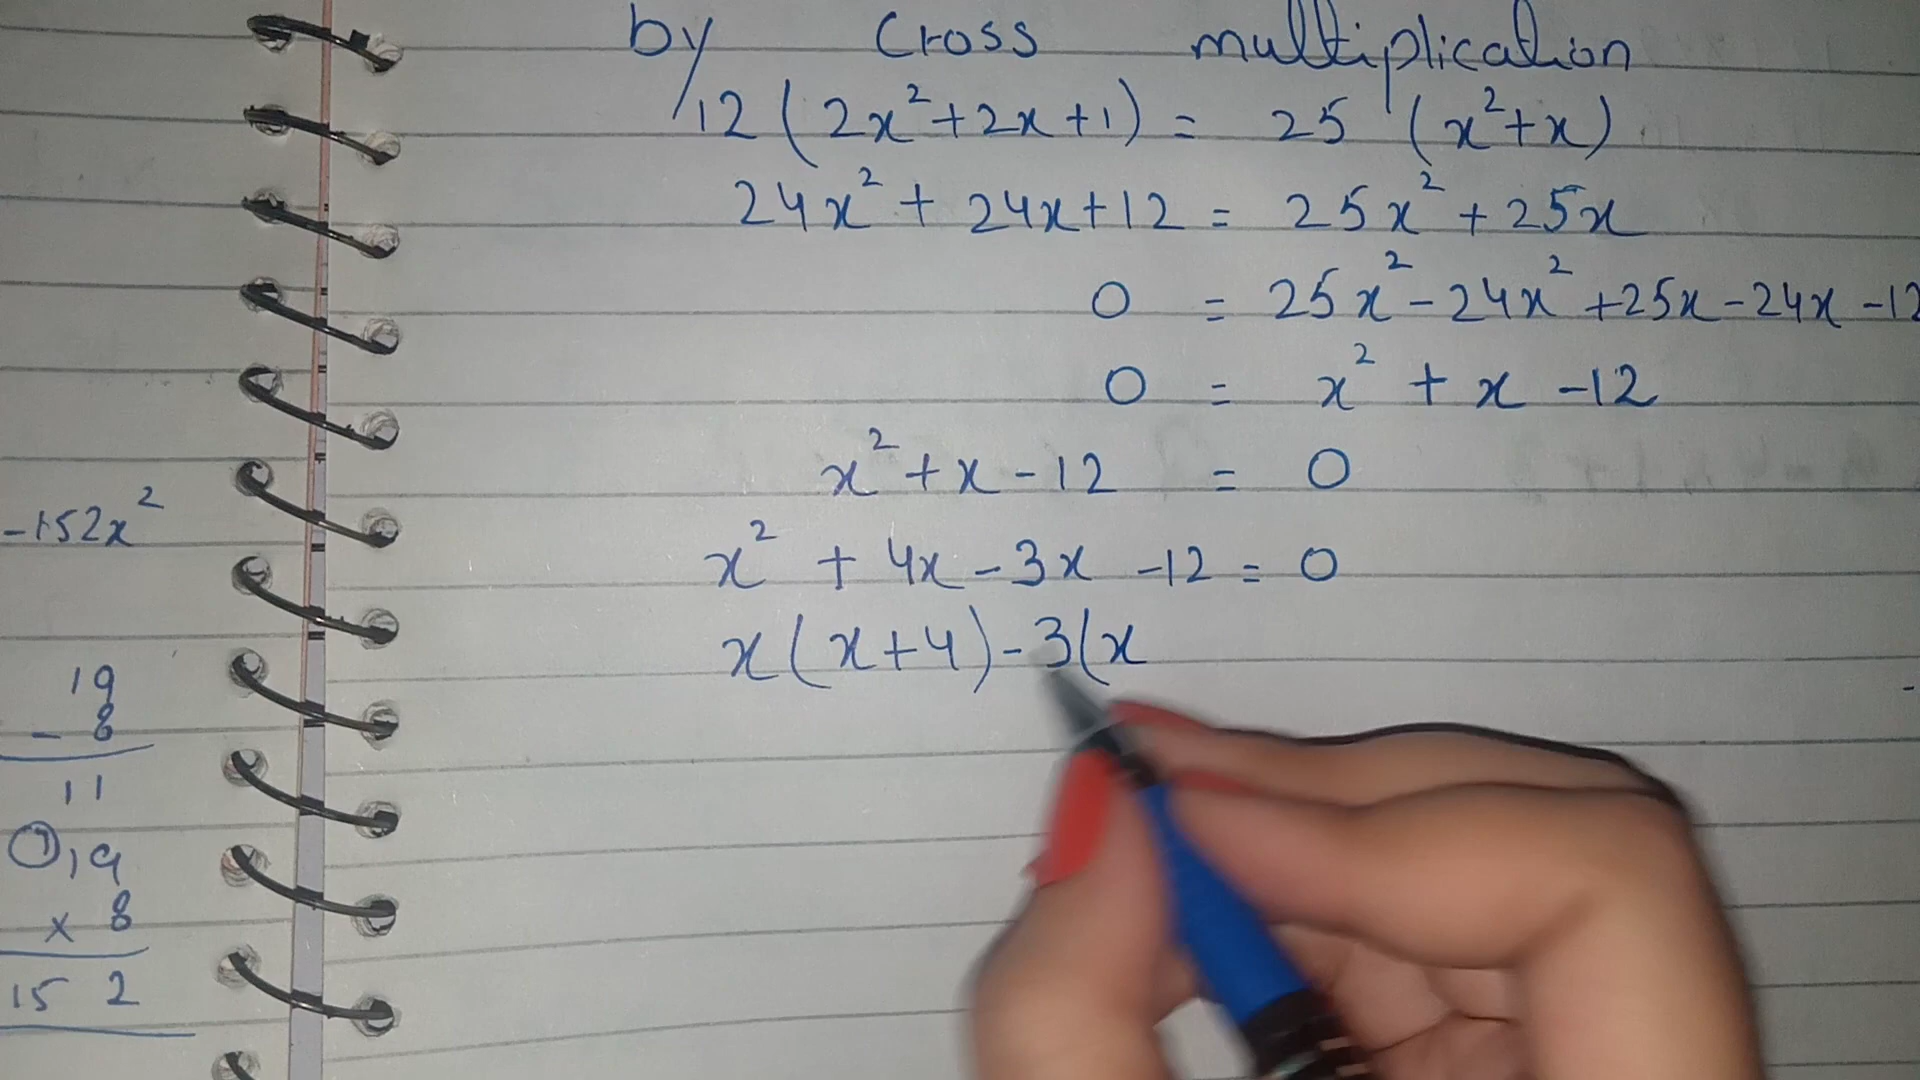 by cross multiplication
12(2x²+2x+1) = 25 (x²+x)
24x² + 24x+12 = 25x² + 25x
0 = 25x² - 24x² + 25x - 24x - 12
0 = x² + x - 12
x² + x - 12 = 0
x² + 4x - 3x - 12 = 0
x(x+4) - 3(x
-152x²
19
- 8
11
19
x 8
152